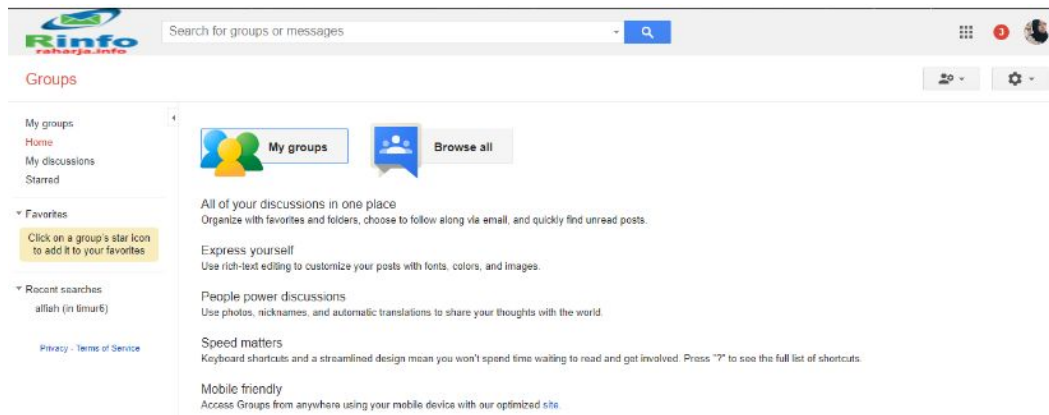 Rinfo
raharja.info
Search for groups or messages
3
Groups
My groups
Home
My discussions
Starred
Favorites
Click on a group's star icon
to add it to your favorites
Recent searches
alfiah (in timur6)
Privacy - Terms of Service
My groups
Browse all
All of your discussions in one place
Organize with favorites and folders, choose to follow along via email, and quickly find unread posts.
Express yourself
Use rich-text editing to customize your posts with fonts, colors, and images.
People power discussions
Use photos, nicknames, and automatic translations to share your thoughts with the world.
Speed matters
Keyboard shortcuts and a streamlined design mean you won't spend time waiting to read and get involved. Press "?" to see the full list of shortcuts.
Mobile friendly
Access Groups from anywhere using your mobile device with our optimized site.